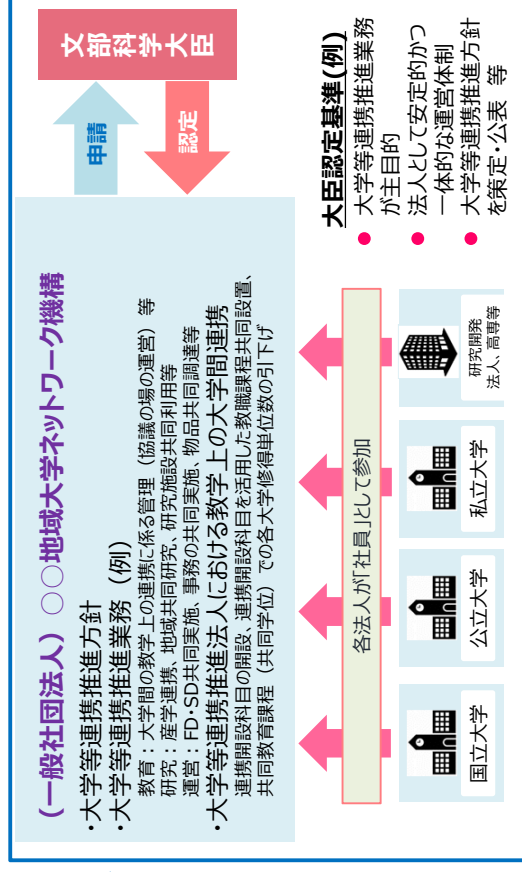 (一般社団法人)○○地域大学ネットワーク機構
・大学等連携推進方針
・大学等連携推進業務(例)
教育：大学間の教学上の連携に係る管理(協議の場の運営)等
研究：産学連携、地域共同研究、研究施設共同利用等
運営：FD・SD共同実施、事務の共同実施、物品共同調達等
・大学等連携推進法人における教学上の大学間連携
連携開設科目の開設、連携開設科目を活用した教職課程共同設置、
共同教育課程(共同学位)での各大学修得単位数の引下げ
申請
認定
文部科学大臣
各法人が「社員」として参加
国立大学
公立大学
私立大学
研究開発
法人、高専等
大臣認定基準(例)
● 大学等連携推進業務
が主目的
● 法人として安定的かつ
一体的な運営体制
● 大学等連携推進方針
を策定・公表 等